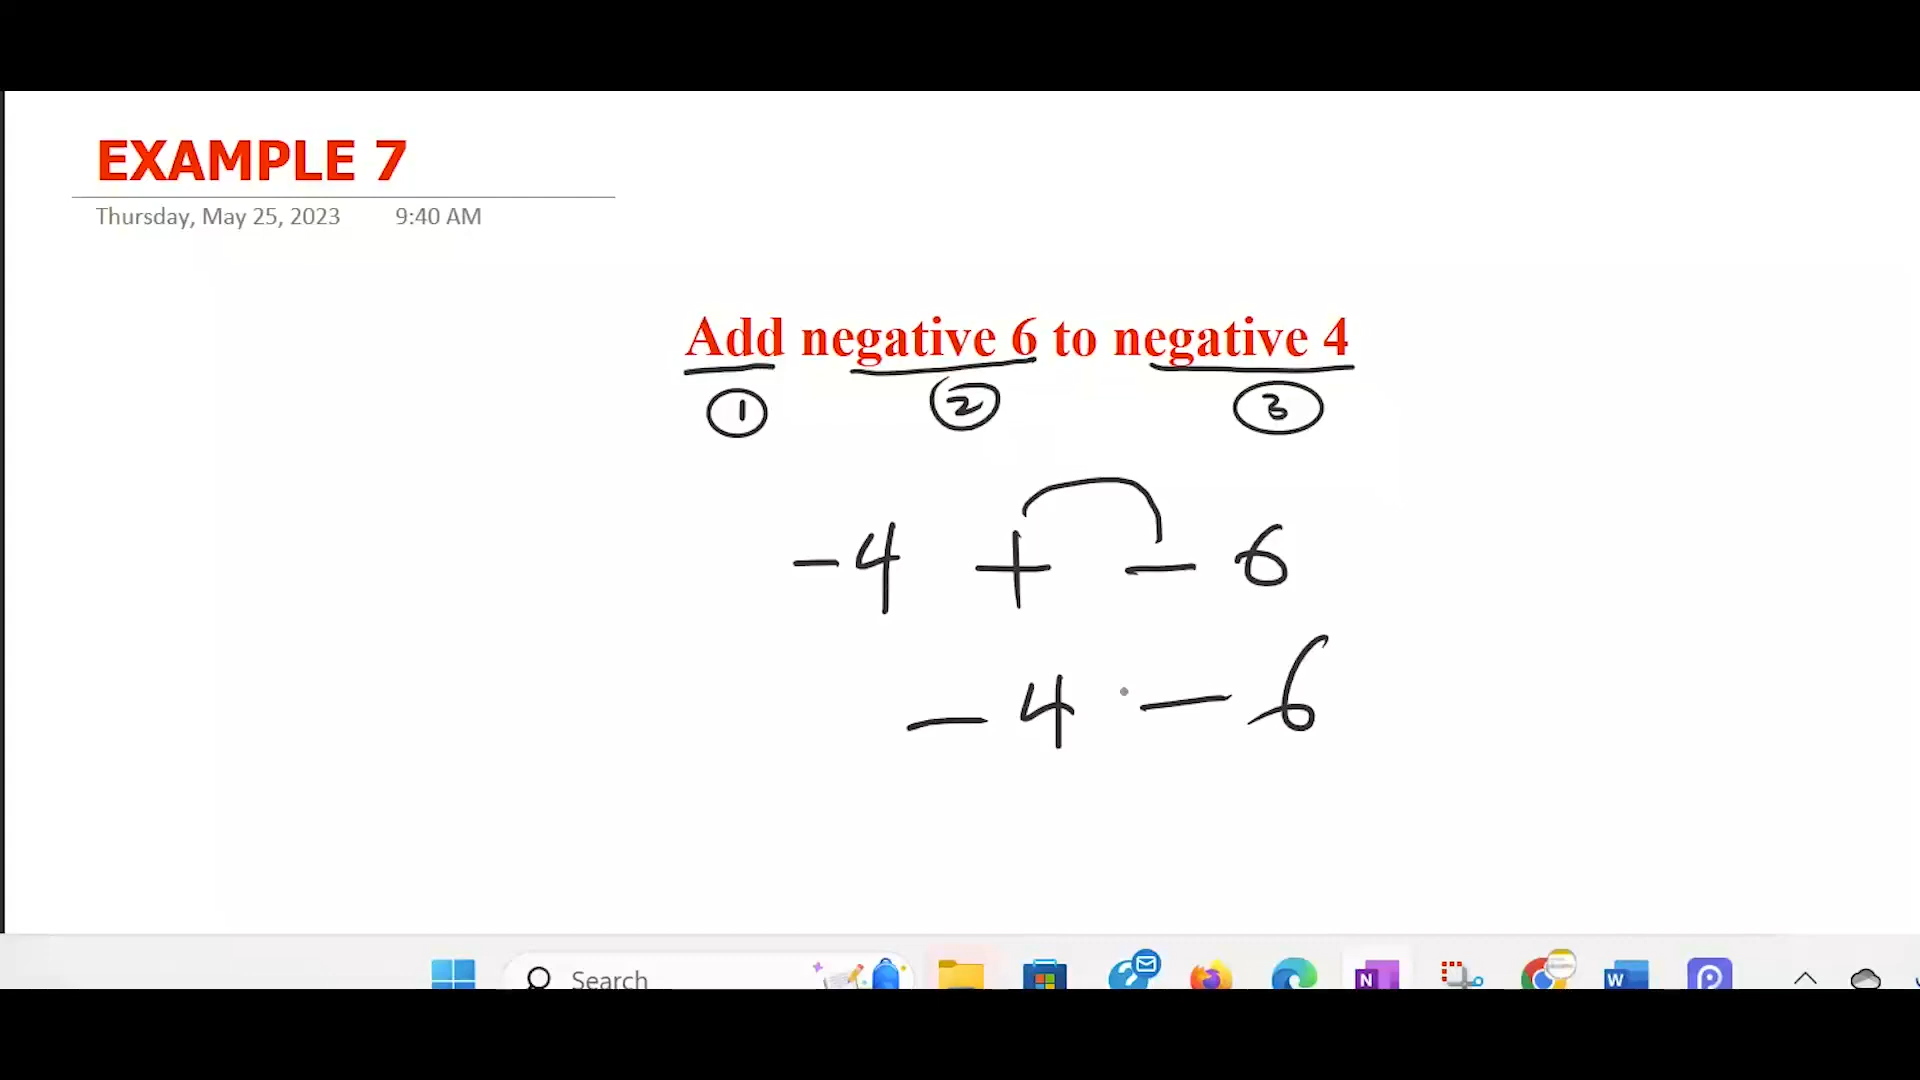 EXAMPLE 7
Thursday, May 25, 2023 9:40 AM
Add negative 6 to negative 4
1 2 3
-4 + - 6
- 4 - 6
Search